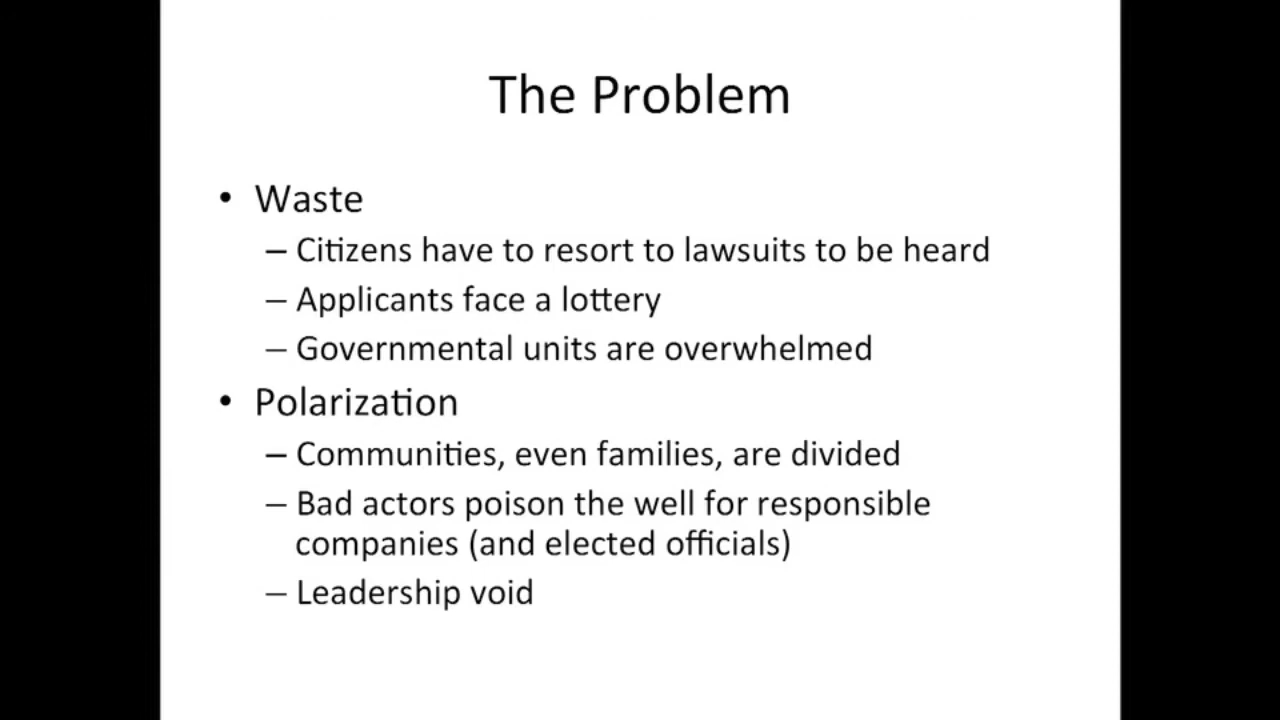 The Problem
• Waste
– Citizens have to resort to lawsuits to be heard
– Applicants face a lottery
– Governmental units are overwhelmed
• Polarization
– Communities, even families, are divided
– Bad actors poison the well for responsible
companies (and elected officials)
– Leadership void